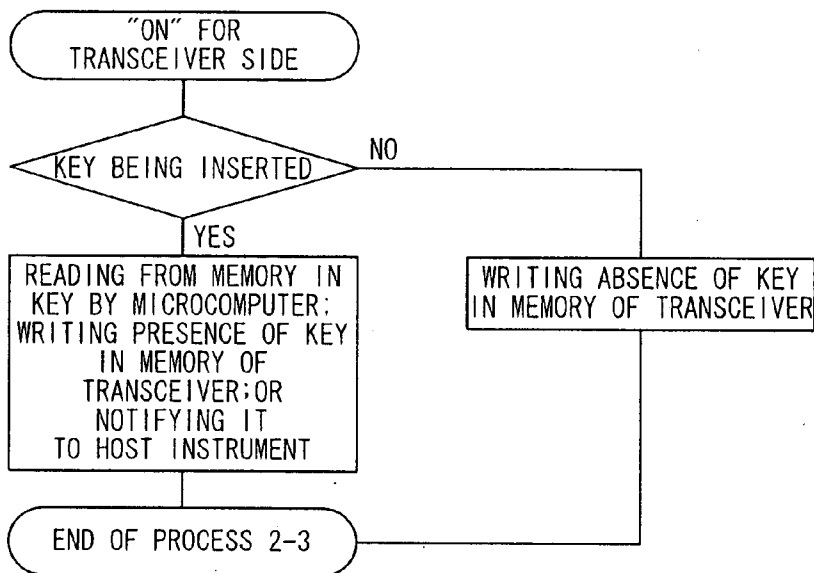 "ON" FOR
TRANSCEIVER SIDE
KEY BEING INSERTED
NO
YES
READING FROM MEMORY IN
KEY BY MICROCOMPUTER;
WRITING PRESENCE OF KEY
IN MEMORY OF
TRANSCEIVER;OR
NOTIFYING IT
TO HOST INSTRUMENT
WRITING ABSENCE OF KEY
IN MEMORY OF TRANSCEIVER
END OF PROCESS 2-3